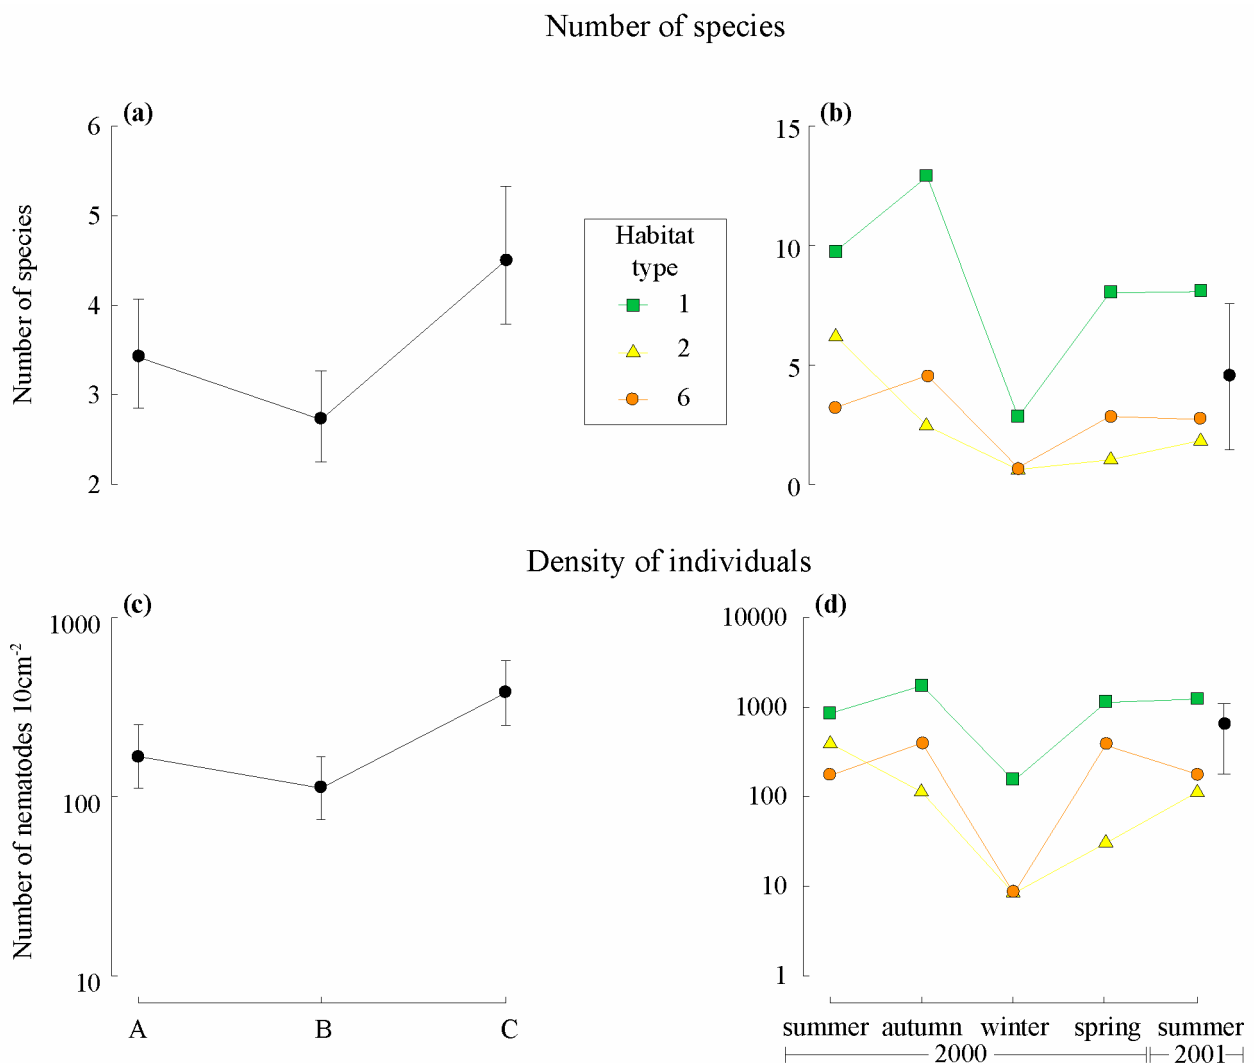 Number of species
(a)
6
5
4
3
2
Number of species
Habitat
type
1
2
6
(b)
15
10
5
0
Density of individuals
(c)
1000
100
10
Number of nematodes 10cm⁻²
A B C
(d)
10000
1000
100
10
1
summer autumn winter spring summer
2000 2001